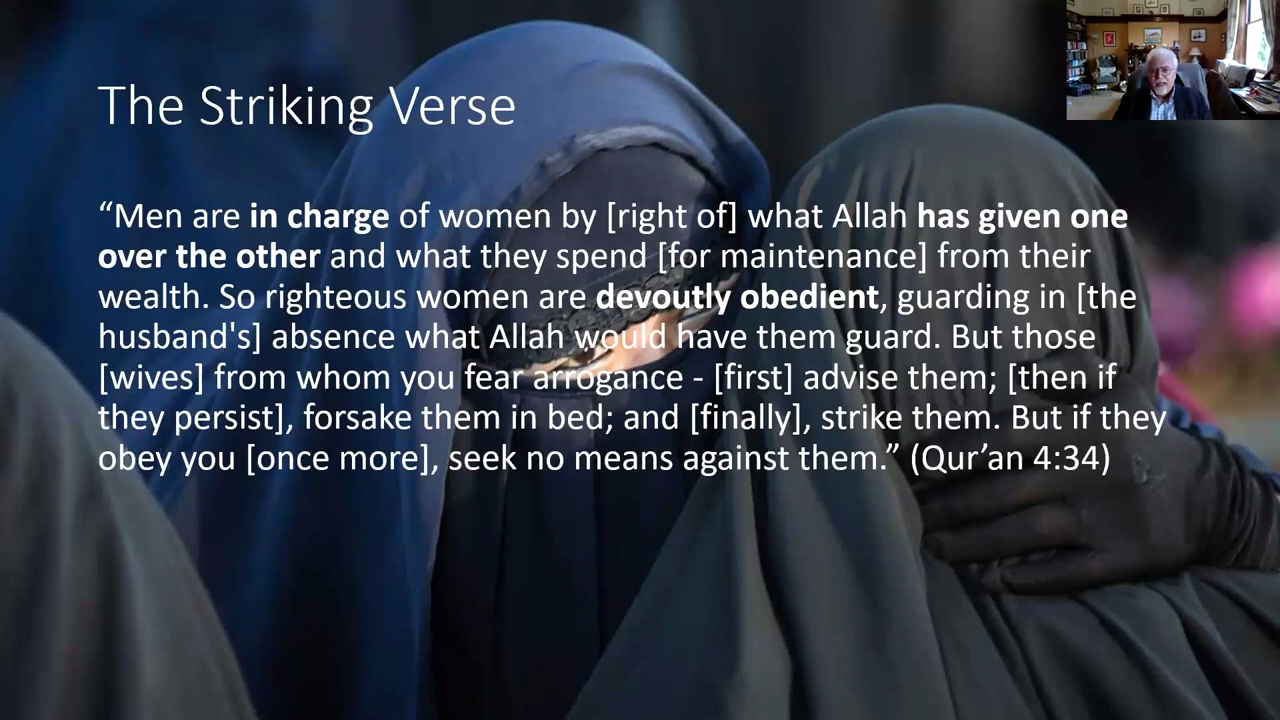 The Striking Verse
“Men are in charge of women by [right of] what Allah has given one
over the other and what they spend [for maintenance] from their
wealth. So righteous women are devoutly obedient, guarding in [the
husband's] absence what Allah would have them guard. But those
[wives] from whom you fear arrogance - [first] advise them; [then if
they persist], forsake them in bed; and [finally], strike them. But if they
obey you [once more], seek no means against them.” (Qur’an 4:34)